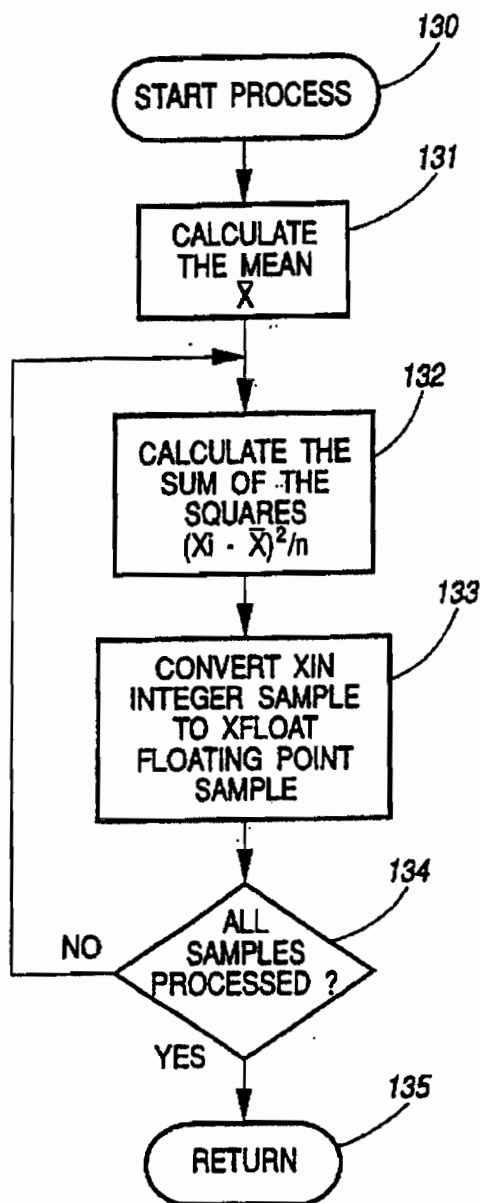 130
START PROCESS
131
CALCULATE
THE MEAN
X̅
132
CALCULATE THE
SUM OF THE
SQUARES
(Xi - X̅)²/n
133
CONVERT XIN
INTEGER SAMPLE
TO XFLOAT
FLOATING POINT
SAMPLE
134
ALL
SAMPLES
PROCESSED ?
NO
YES
135
RETURN